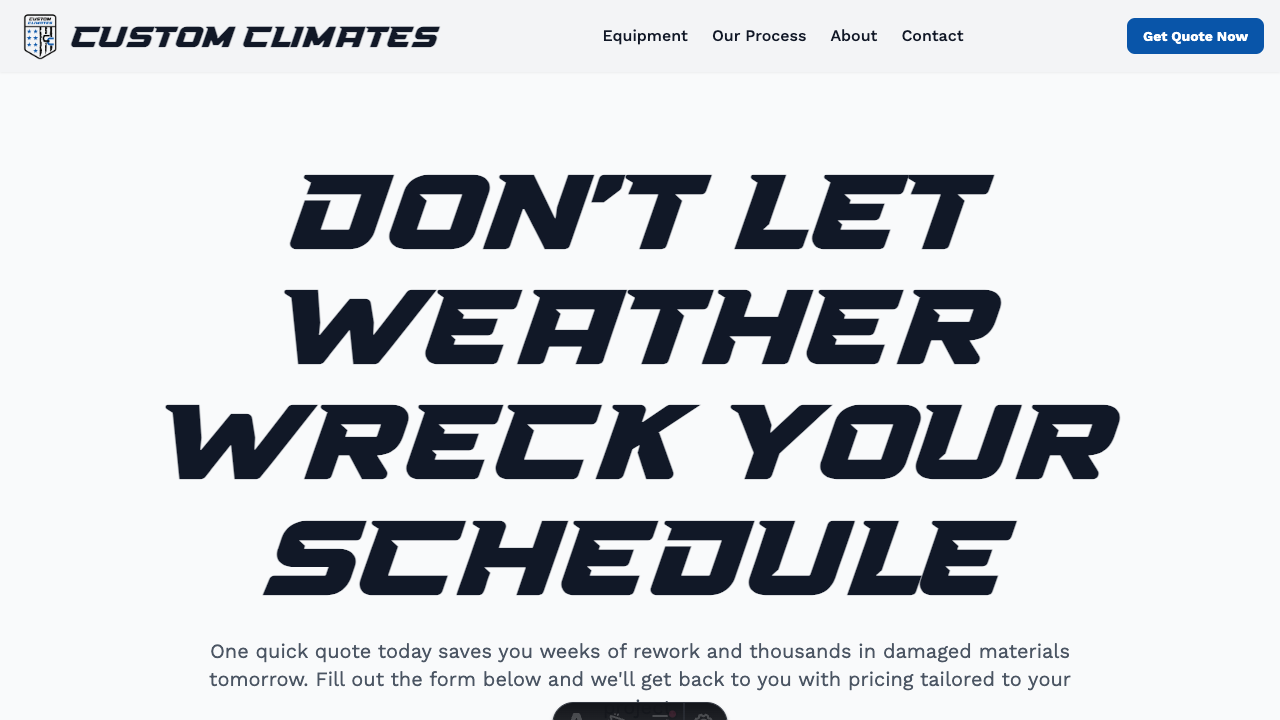 CUSTOM
CLIMATES
CUSTOM CLIMATES
Equipment
Our Process
About
Contact
Get Quote Now
DON'T LET
WEATHER
WRECK YOUR
SCHEDULE
One quick quote today saves you weeks of rework and thousands in damaged materials
tomorrow. Fill out the form below and we'll get back to you with pricing tailored to your